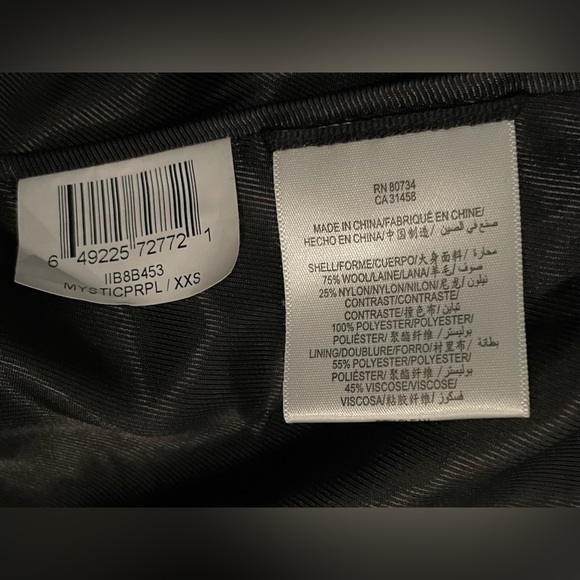 6 49225 72772 1
IIB8B453
MYSTICPRPL / XXS
RN 80734
CA 31458
MADE IN CHINA/FABRIQUÉ EN CHINE/
HECHO EN CHINA/中国制造/ صنع في الصين
SHELL/FORME/CUERPO/大身面料/ محارة
75% WOOL/LAINE/LANA/羊毛/ صوف
25% NYLON/NYLON/NILON/尼龙/ نيلون
CONTRAST/CONTRASTE/
CONTRASTE/撞色布/ تباين
100% POLYESTER/POLYESTER/
POLIÉSTER/ 聚酯纤维 / بوليستر
LINING/DOUBLURE/FORRO/衬里布/ بطانة
55% POLYESTER/POLYESTER/
POLIÉSTER/ 聚酯纤维 / بوليستر
45% VISCOSE/VISCOSE/
VISCOSA/粘胶纤维/ فسكوز